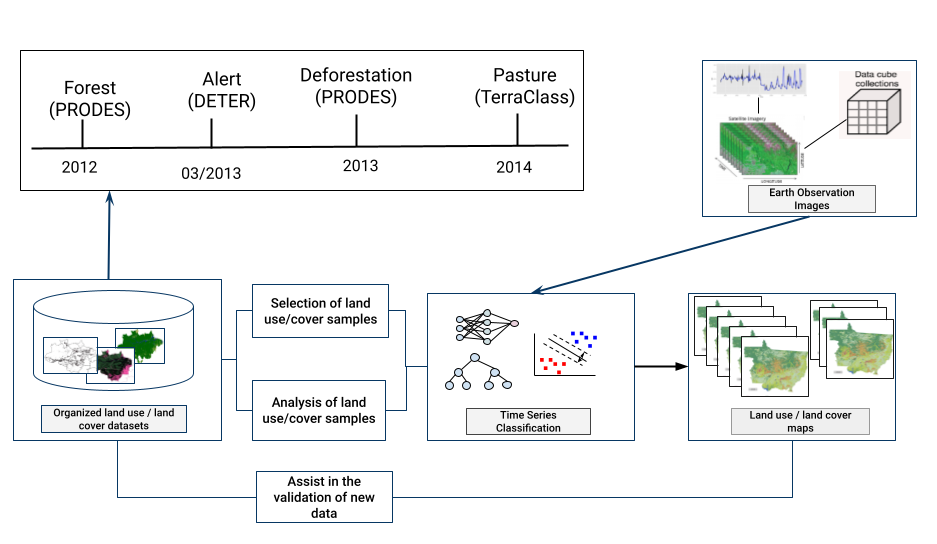 Forest
(PRODES)
Alert
(DETER)
Deforestation
(PRODES)
Pasture
(TerraClass)
2012
03/2013
2013
2014
Data cube
collections
Satellite Imagery
Earth Observation
Images
Organized land use / land
cover datasets
Selection of land
use/cover samples
Analysis of land
use/cover samples
Time Series
Classification
Land use / land cover
maps
Assist in the
validation of new
data